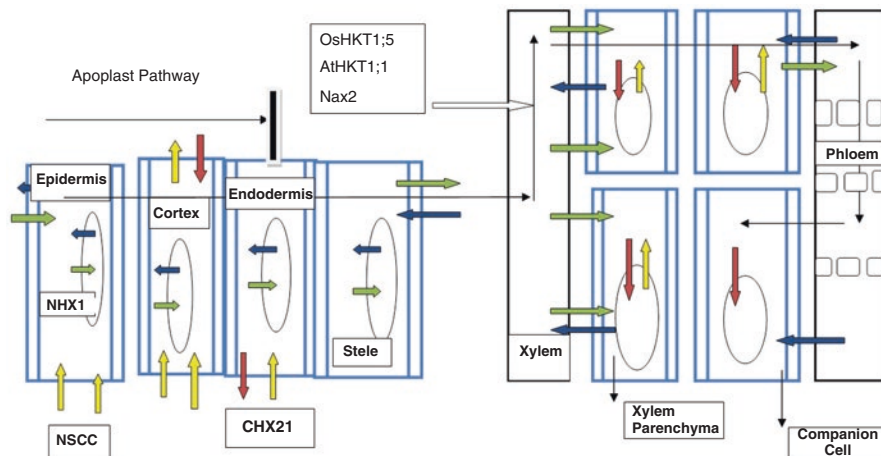 OsHKT1;5
AtHKT1;1
Nax2
Apoplast Pathway
Epidermis
Cortex
Endodermis
NHX1
Stele
NSCC
CHX21
Xylem
Phloem
Xylem
Parenchyma
Companion
Cell